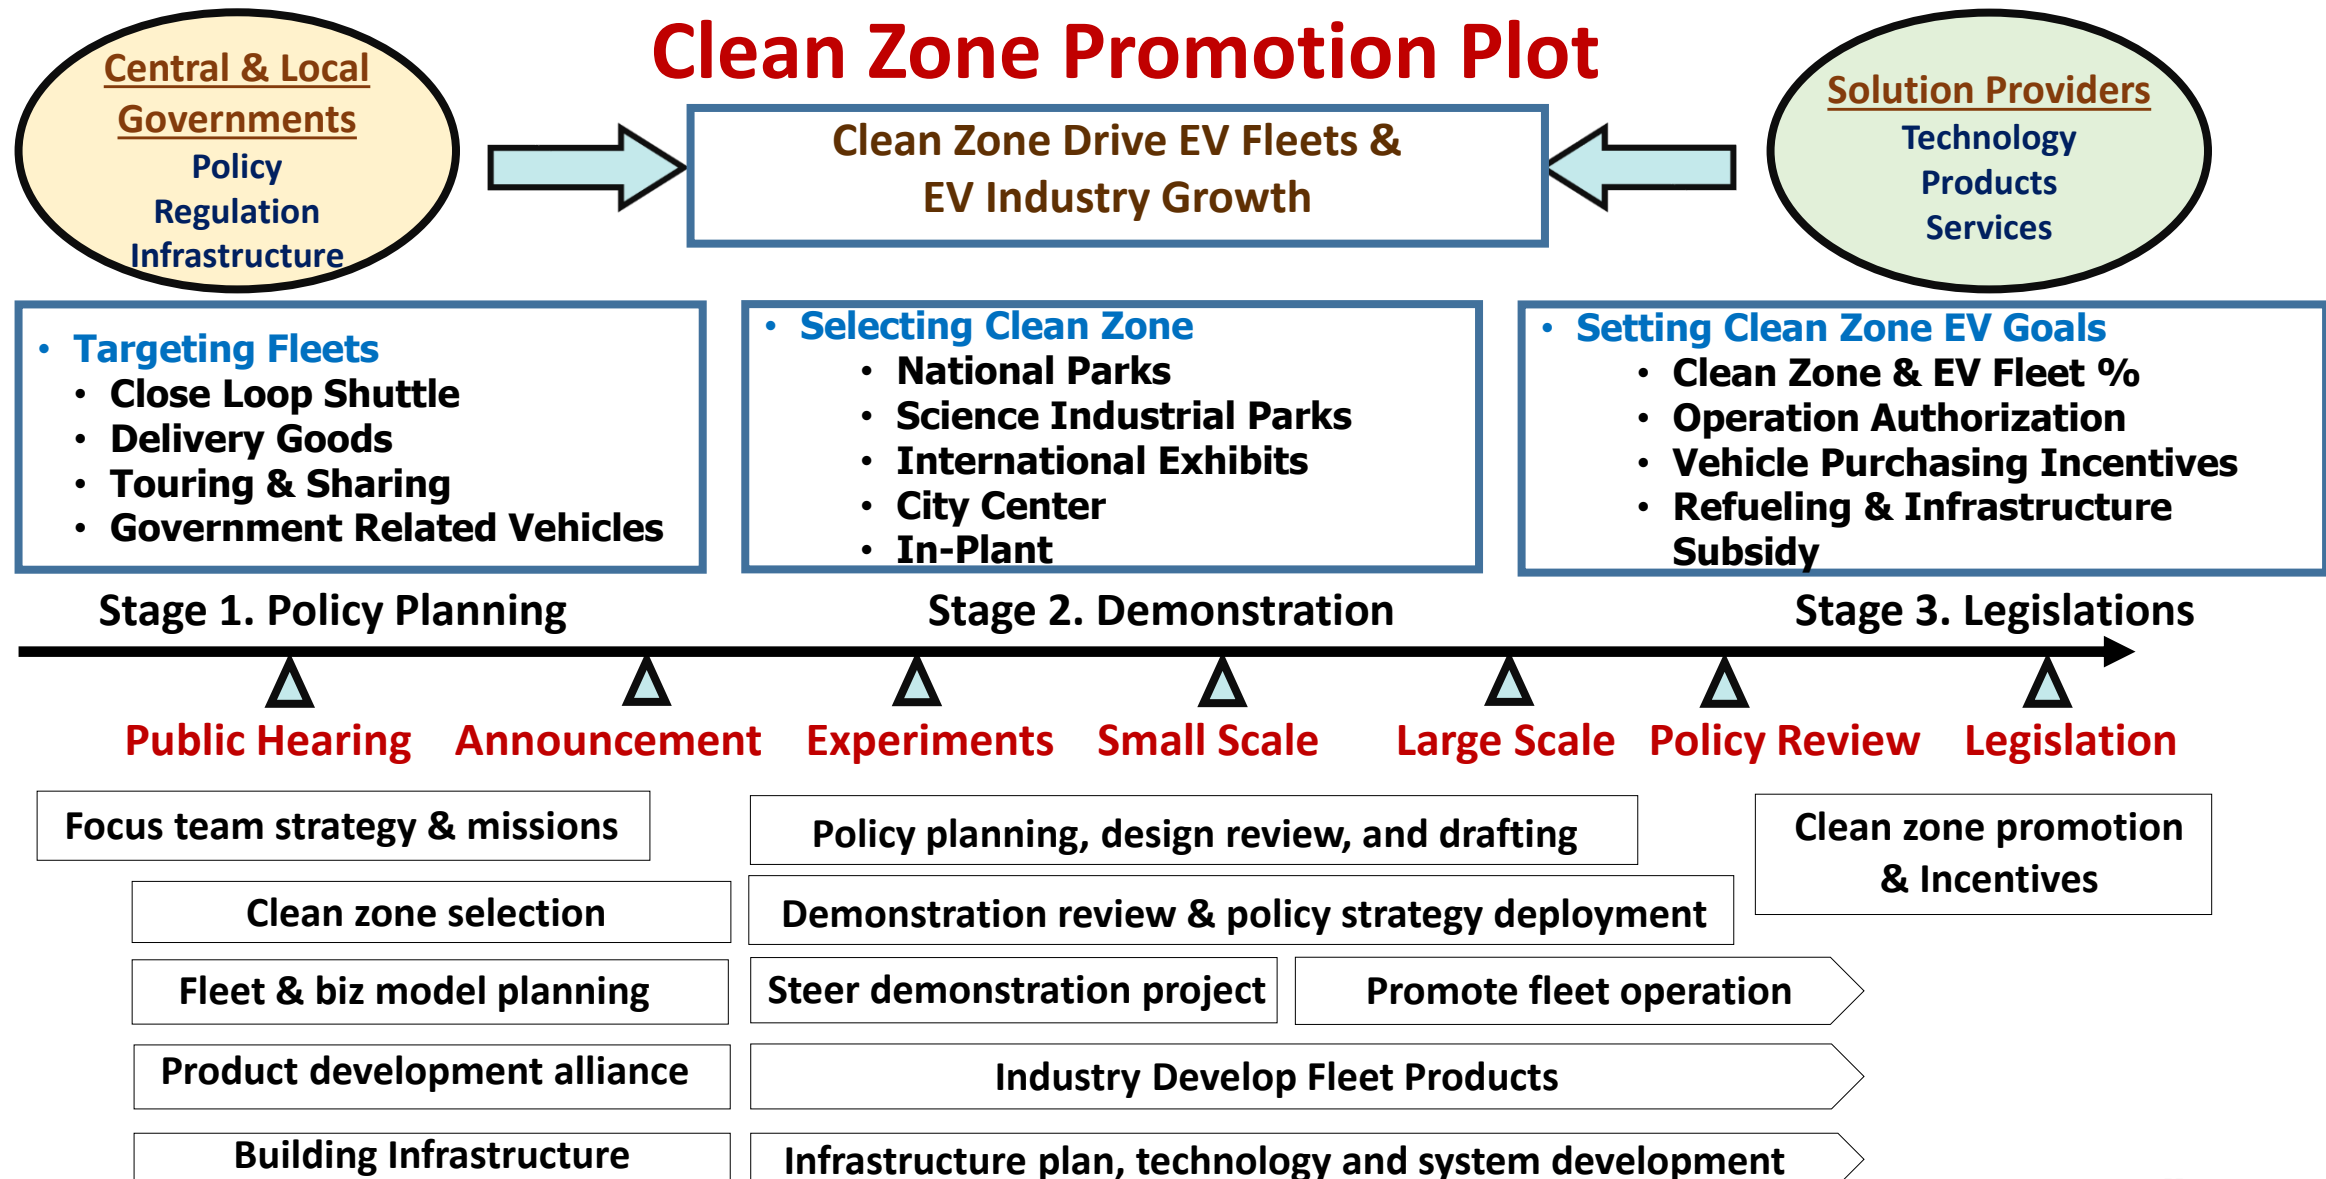 Clean Zone Promotion Plot
Central & Local
Governments
Policy
Regulation
Infrastructure
Clean Zone Drive EV Fleets &
EV Industry Growth
Solution Providers
Technology
Products
Services
• Targeting Fleets
• Close Loop Shuttle
• Delivery Goods
• Touring & Sharing
• Government Related Vehicles
• Selecting Clean Zone
• National Parks
• Science Industrial Parks
• International Exhibits
• City Center
• In-Plant
• Setting Clean Zone EV Goals
• Clean Zone & EV Fleet %
• Operation Authorization
• Vehicle Purchasing Incentives
• Refueling & Infrastructure
Subsidy
Stage 1. Policy Planning
Stage 2. Demonstration
Stage 3. Legislations
Public Hearing
Announcement
Experiments
Small Scale
Large Scale
Policy Review
Legislation
Focus team strategy & missions
Policy planning, design review, and drafting
Clean zone promotion
& Incentives
Clean zone selection
Demonstration review & policy strategy deployment
Fleet & biz model planning
Steer demonstration project
Promote fleet operation
Product development alliance
Industry Develop Fleet Products
Building Infrastructure
Infrastructure plan, technology and system development